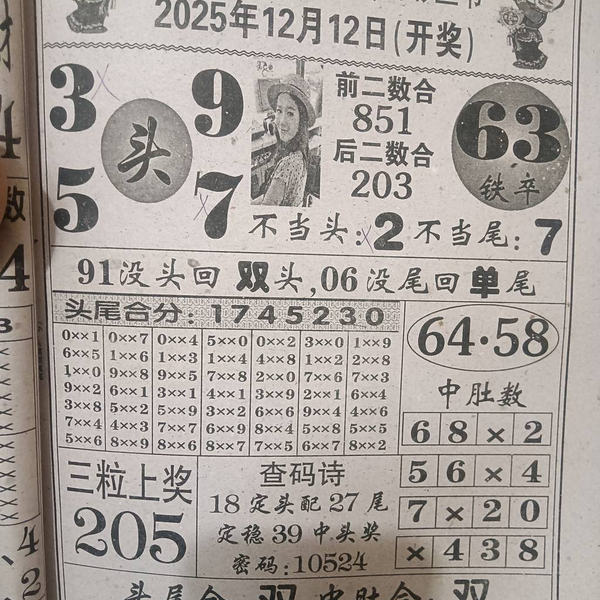 2025年12月12日(开奖)
3 9
头
5 7
前二数合
851
后二数合
203
63
铁卒
不当头:2 不当尾:7
91没头回双头,06没尾回单尾
头尾合分:1745230
0××1 0××7 0××4 5××0 0××2 3××0 1××9
6××5 1××6 1××3 1××4 4××8 1××2 2××8
1××0 9××8 9××5 7××8 2××0 7××6 7××3
9××2 6××1 3××1 4××1 3××9 2××1 6××4
3××8 5××2 5××9 3××2 6××6 9××4 4××6
7××4 4××3 7××7 6××9 8××4 5××8 5××5
5××6 8××9 8××6 8××7 7××5 6××7 8××2
64·58
中肚数
6 8 × 2
5 6 × 4
7 × 2 0
× 4 3 8
三粒上奖
205
查码诗
18定头配27尾
定稳39中头奖
密码:10524
头尾合双中肚合双